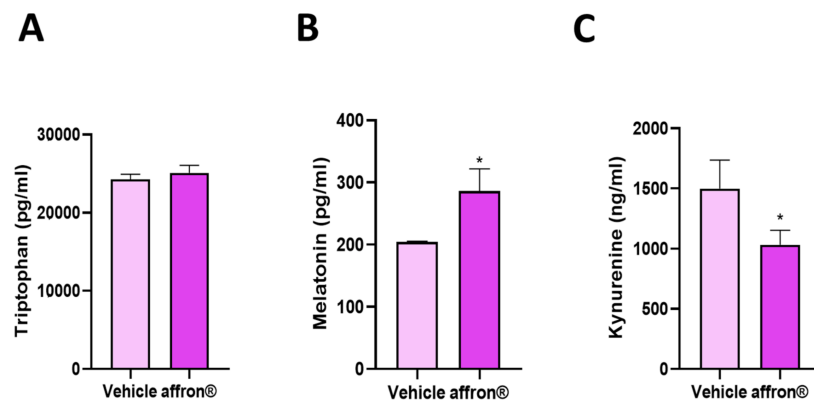 A
B
C
Triptophan (pg/ml)
30000
20000
10000
0
Vehicle affron®
Melatonin (pg/ml)
400
300
200
100
0
*
Vehicle affron®
Kynurenine (ng/ml)
2000
1500
1000
500
0
*
Vehicle affron®